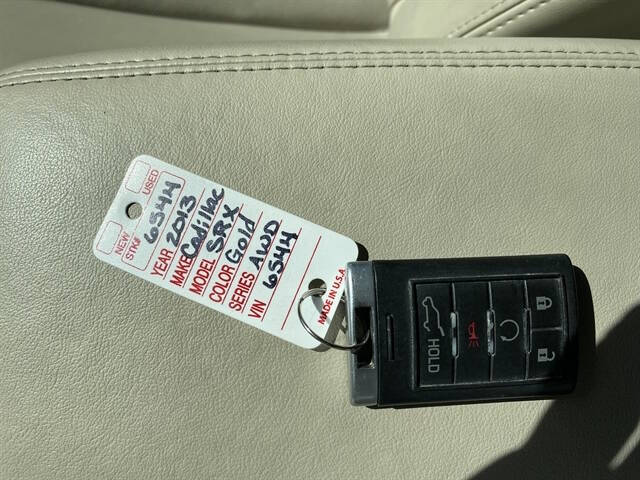 NEW USED
STK# 6544
YEAR 2013
MAKE Cadillac
MODEL SRX
COLOR Gold
SERIES AWD
VIN 6544
MADE IN U.S.A.
HOLD